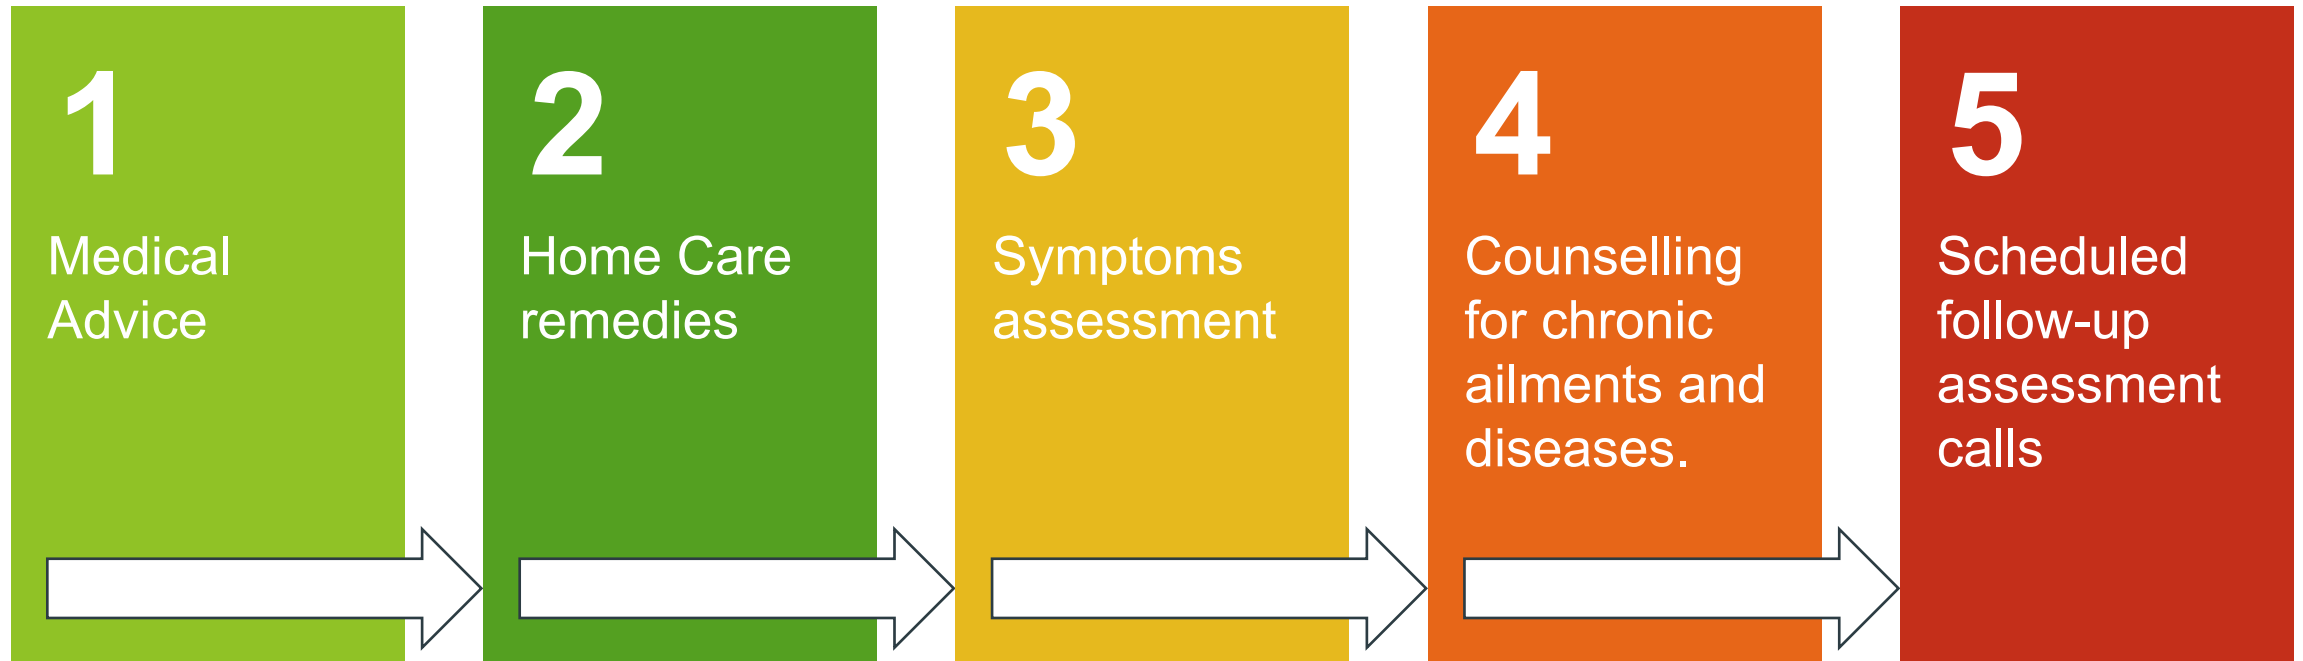 1
Medical
Advice
2
Home Care
remedies
3
Symptoms
assessment
4
Counselling
for chronic
ailments and
diseases.
5
Scheduled
follow-up
assessment
calls